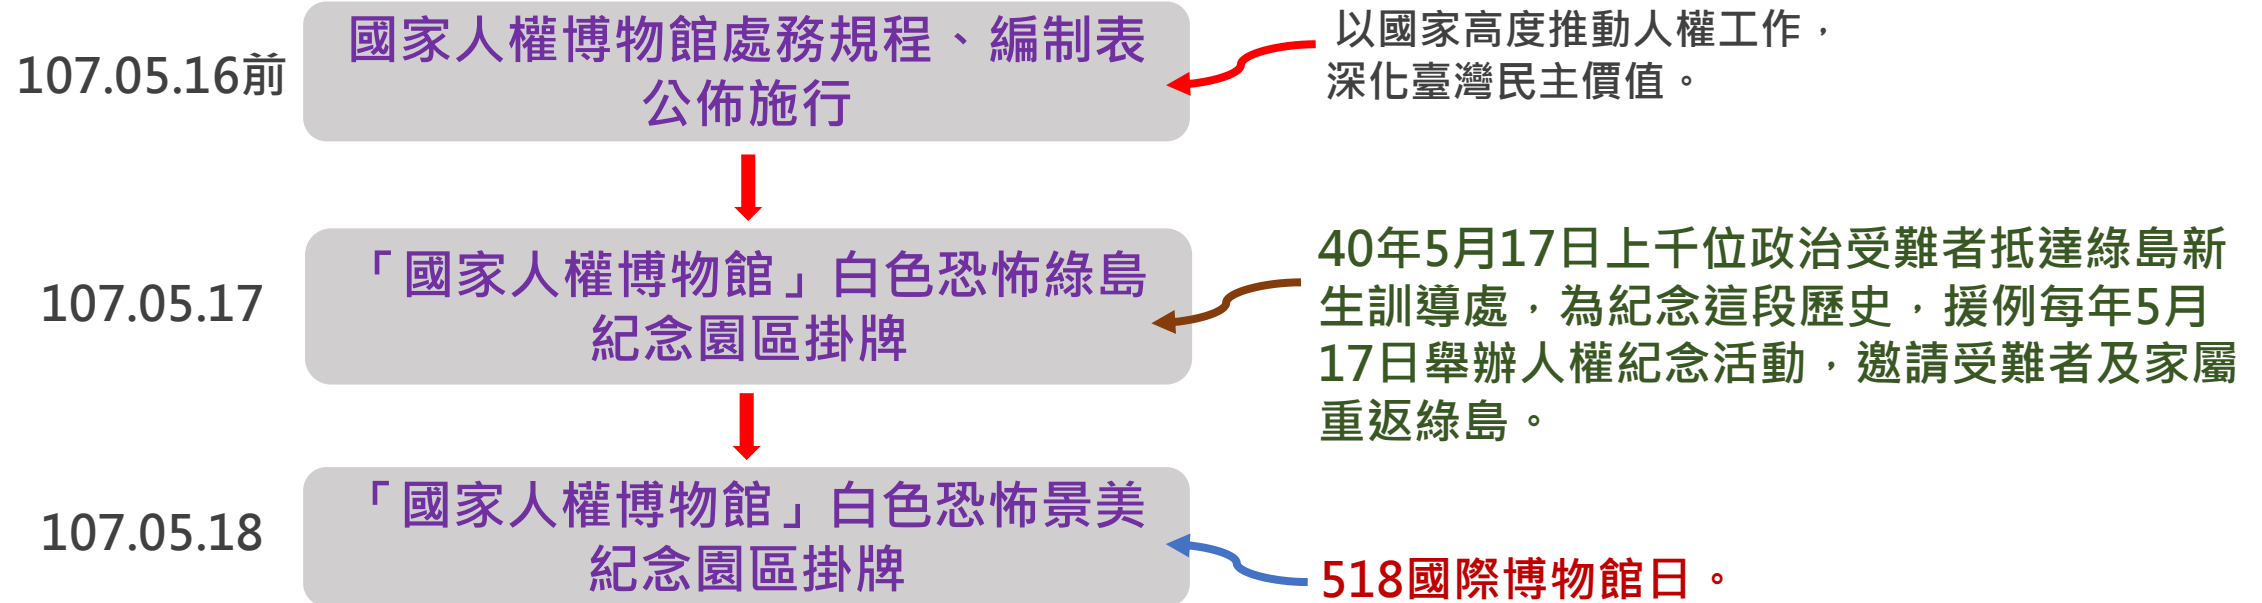 107.05.16前
國家人權博物館處務規程、編制表
公佈施行
以國家高度推動人權工作，
深化臺灣民主價值。
107.05.17
「國家人權博物館」白色恐怖綠島
紀念園區掛牌
40年5月17日上千位政治受難者抵達綠島新
生訓導處，為紀念這段歷史，援例每年5月
17日舉辦人權紀念活動，邀請受難者及家屬
重返綠島。
107.05.18
「國家人權博物館」白色恐怖景美
紀念園區掛牌
518國際博物館日。